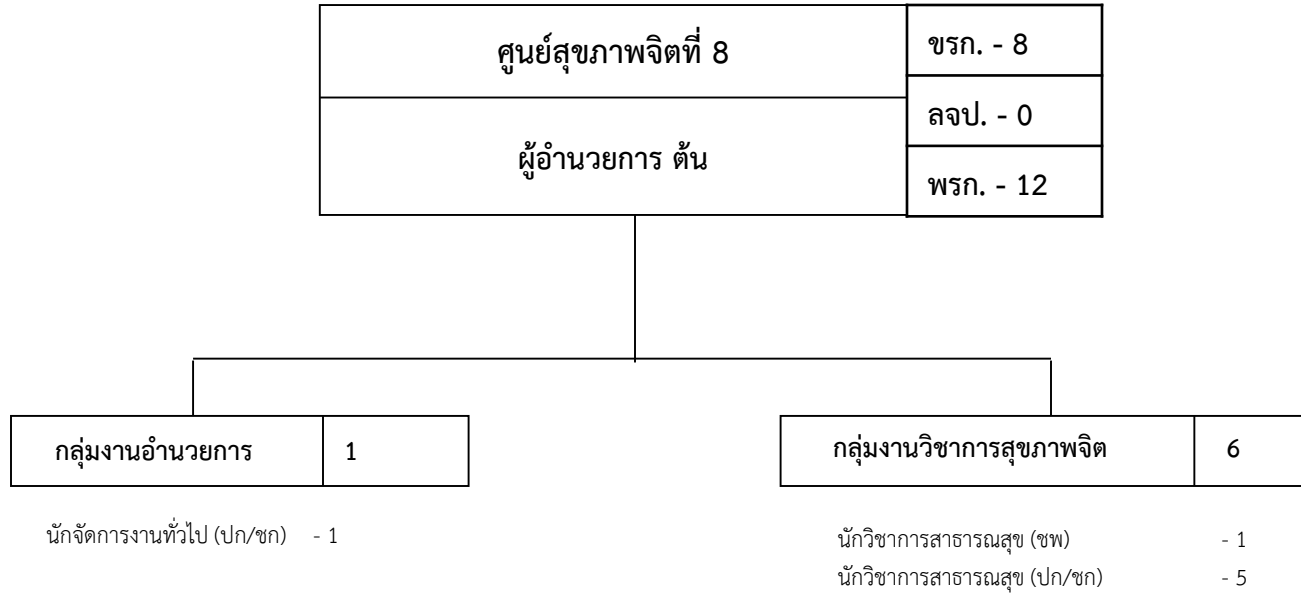 ศูนย์สุขภาพจิตที่ 8
ขรก. - 8
ผู้อำนวยการ ต้น
ลจป. - 0
พรก. - 12
กลุ่มงานอำนวยการ 1
กลุ่มงานวิชาการสุขภาพจิต 6
นักจัดการงานทั่วไป (ปก/ชก) - 1
นักวิชาการสาธารณสุข (ชพ) - 1
นักวิชาการสาธารณสุข (ปก/ชก) - 5